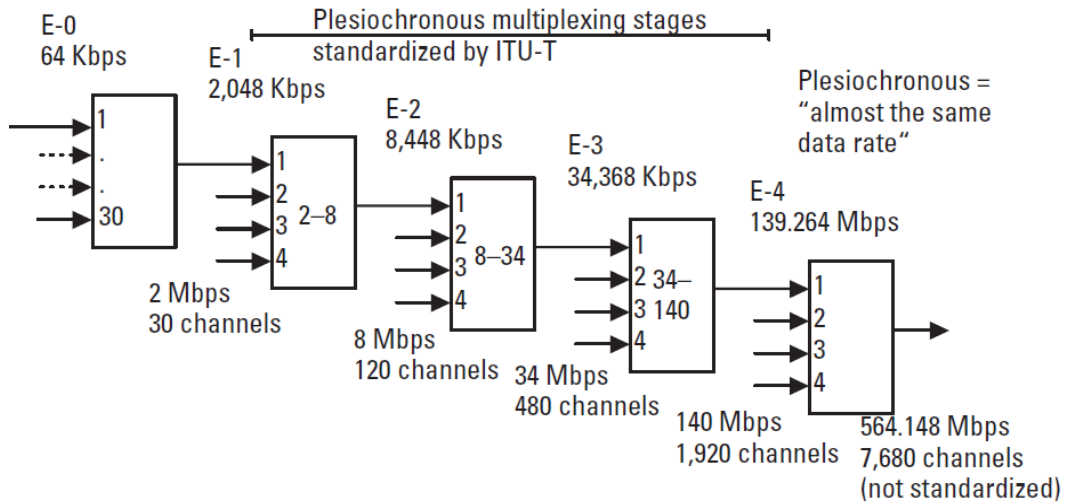 Plesiochronous multiplexing stages
standardized by ITU-T
E-0
64 Kbps
E-1
2,048 Kbps
E-2
8,448 Kbps
E-3
34,368 Kbps
E-4
139.264 Mbps
Plesiochronous =
“almost the same
data rate“
1
.
.
30
1
2
3
4
2–8
1
2
3
4
8–34
1
2
3
4
34–
140
1
2
3
4
2 Mbps
30 channels
8 Mbps
120 channels
34 Mbps
480 channels
140 Mbps
1,920 channels
564.148 Mbps
7,680 channels
(not standardized)